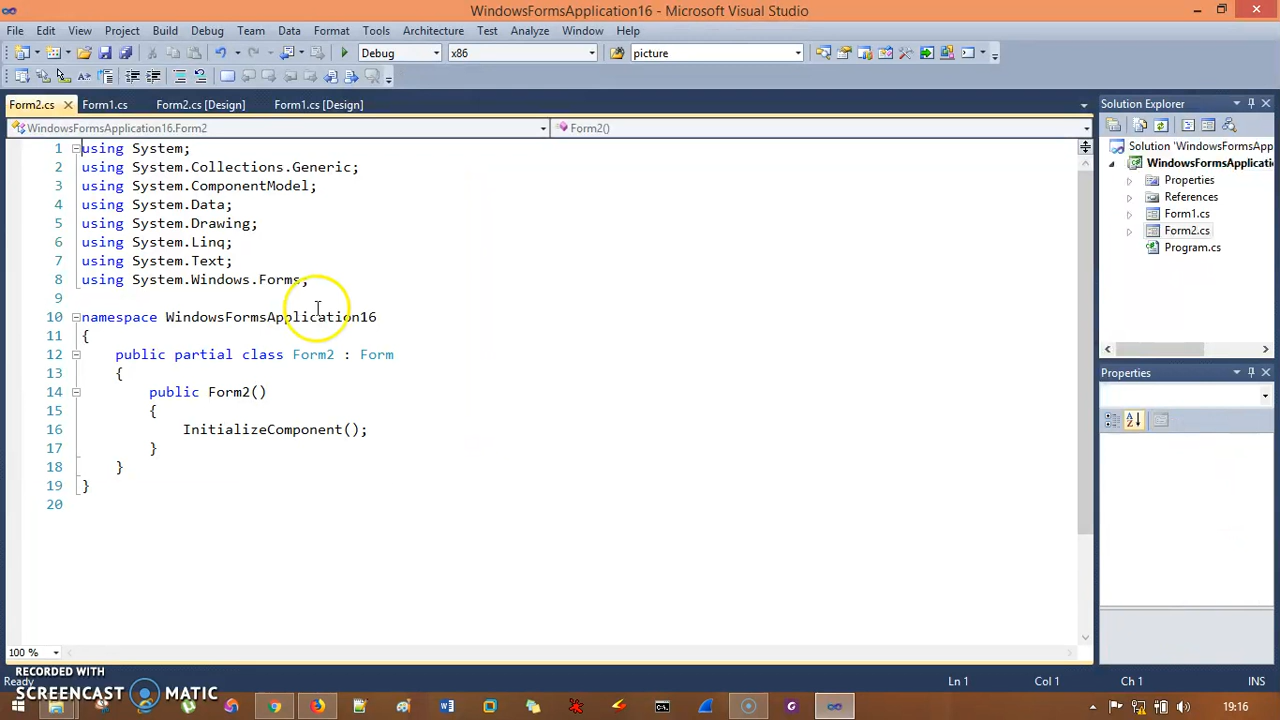 WindowsFormsApplication16 - Microsoft Visual Studio
File Edit View Project Build Debug Team Data Format Tools Architecture Test Analyze Window Help
Debug x86 picture
Form2.cs Form1.cs Form2.cs [Design] Form1.cs [Design]
WindowsFormsApplication16.Form2 Form2()
1 using System;
2 using System.Collections.Generic;
3 using System.ComponentModel;
4 using System.Data;
5 using System.Drawing;
6 using System.Linq;
7 using System.Text;
8 using System.Windows.Forms;
9
10 namespace WindowsFormsApplication16
11 {
12 public partial class Form2 : Form
13 {
14 public Form2()
15 {
16 InitializeComponent();
17 }
18 }
19 }
20
100 %
Solution Explorer
Solution 'WindowsFormsApp
WindowsFormsApplicati
Properties
References
Form1.cs
Form2.cs
Program.cs
Properties
Ready Ln 1 Col 1 Ch 1 INS
RECORDED WITH
SCREENCAST MATIC
19:16